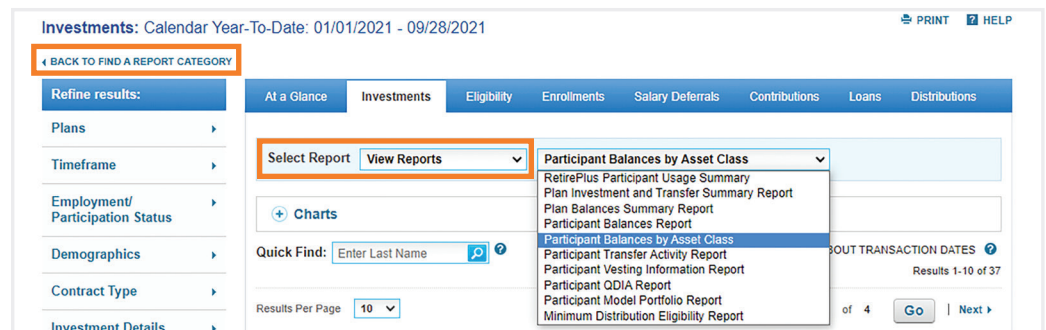 Investments: Calendar Year-To-Date: 01/01/2021 - 09/28/2021
PRINT
? HELP
BACK TO FIND A REPORT CATEGORY
Refine results:
At a Glance
Investments
Eligibility
Enrollments
Salary Deferrals
Contributions
Loans
Distributions
Plans
Timeframe
Employment/
Participation Status
Demographics
Contract Type
Investment Details
Select Report
View Reports
Participant Balances by Asset Class
RetirePlus Participant Usage Summary
Plan Investment and Transfer Summary Report
Plan Balances Summary Report
Participant Balances Report
Participant Balances by Asset Class
Participant Transfer Activity Report
Participant Vesting Information Report
Participant QDIA Report
Participant Model Portfolio Report
Minimum Distribution Eligibility Report
+ Charts
Quick Find:
Enter Last Name
?
TRANSACTION DATES ?
Results 1-10 of 37
Results Per Page
10
of 4
Go
| Next